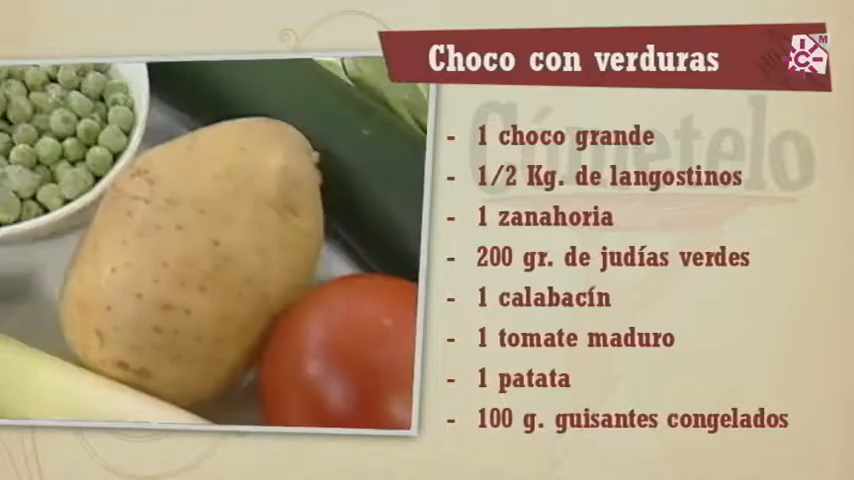 Choco con verduras
M
C
Cómetelo
- 1 choco grande
- 1/2 Kg. de langostinos
- 1 zanahoria
- 200 gr. de judías verdes
- 1 calabacín
- 1 tomate maduro
- 1 patata
- 100 g. guisantes congelados